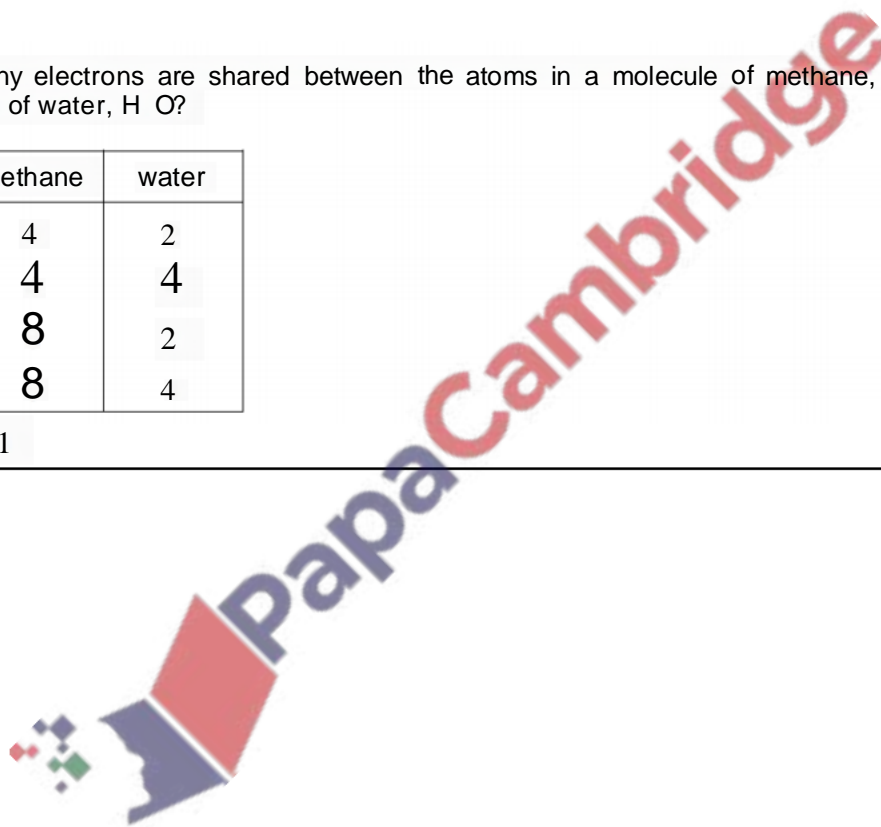 ny electrons are shared between the atoms in a molecule of methane,
of water, H O?
ethane water
4 2
4 4
8 2
8 4
1
PapaCambridge